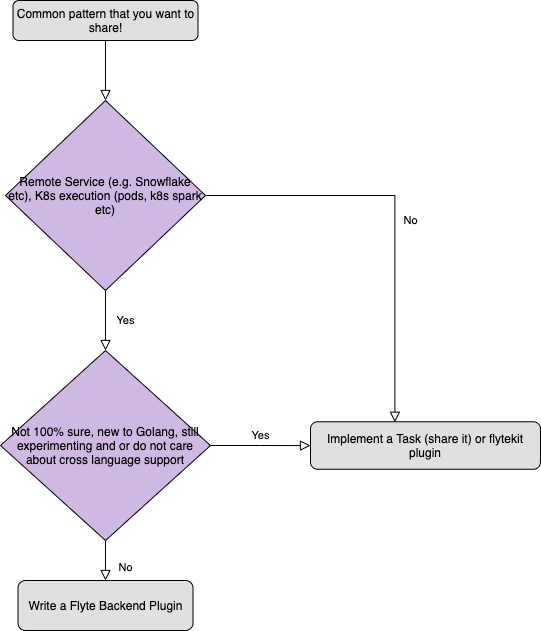 Common pattern that you want to
share!
Remote Service (e.g. Snowflake
etc), K8s execution (pods, k8s spark
etc)
No
Yes
Not 100% sure, new to Golang, still
experimenting and or do not care
about cross language support
Yes
Implement a Task (share it) or flytekit
plugin
No
Write a Flyte Backend Plugin